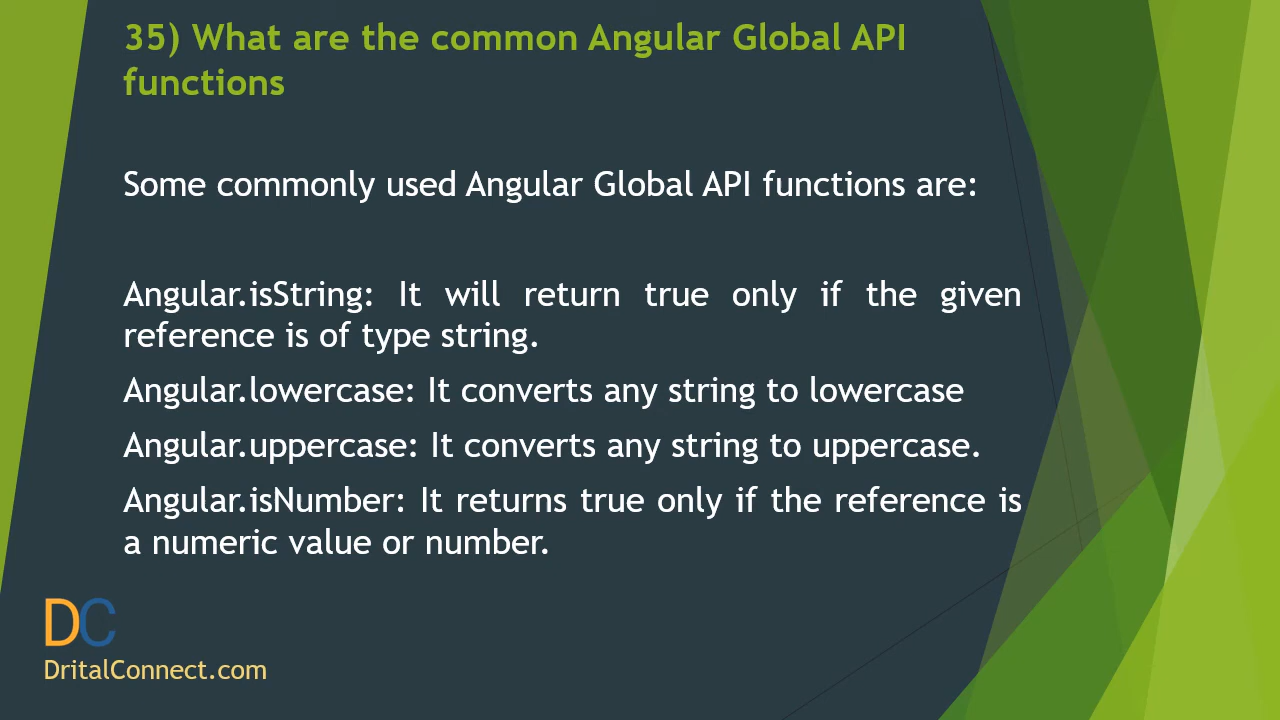 35) What are the common Angular Global API
functions
Some commonly used Angular Global API functions are:
Angular.isString: It will return true only if the given
reference is of type string.
Angular.lowercase: It converts any string to lowercase
Angular.uppercase: It converts any string to uppercase.
Angular.isNumber: It returns true only if the reference is
a numeric value or number.
DC
DritalConnect.com